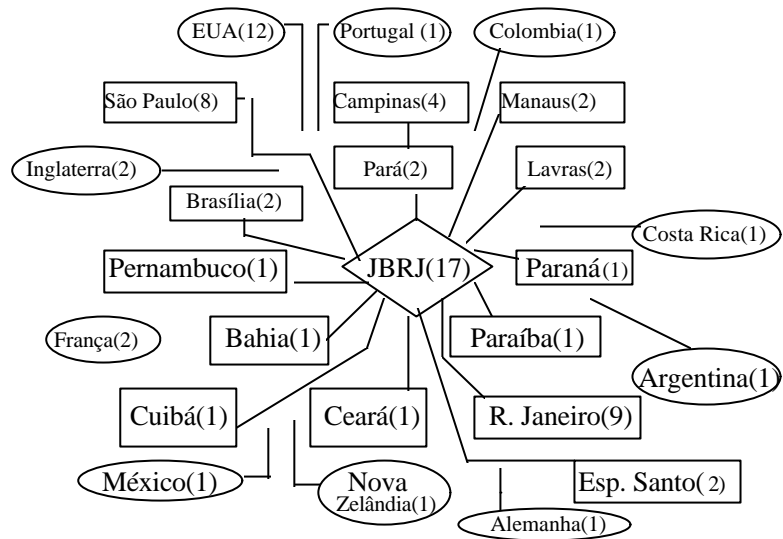 EUA(12)
Portugal (1)
Colombia(1)
São Paulo(8)
Campinas(4)
Manaus(2)
Inglaterra(2)
Pará(2)
Lavras(2)
Brasília(2)
Costa Rica(1)
Pernambuco(1)
JBRJ(17)
Paraná(1)
França(2)
Bahia(1)
Paraíba(1)
Argentina(1)
Cuibá(1)
Ceará(1)
R. Janeiro(9)
México(1)
Nova
Zelândia(1)
Esp. Santo( 2)
Alemanha(1)